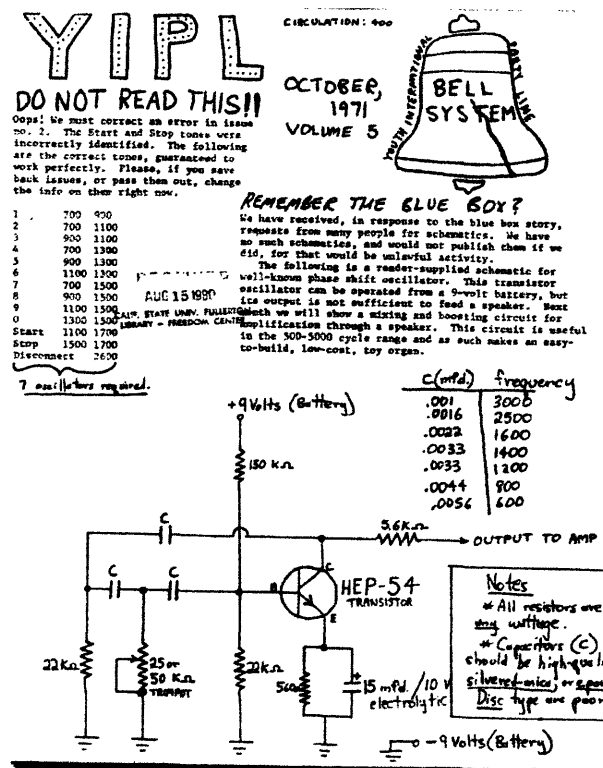 YIPL
CIRCULATION: 400
OCTOBER,
1971
VOLUME 5
YOUTH INTERNATIONAL PARTY LINE
BELL
SYSTEM
DO NOT READ THIS!!
Oops! We must correct an error in issue
no. 2. The Start and Stop tones were
incorrectly identified. The following
are the correct tones, guaranteed to
work perfectly. Please, if you save
back issues, or pass them out, change
the info on them right now.
1 700 900
2 700 1100
3 900 1100
4 700 1300
5 900 1300
6 1100 1300
7 700 1500
8 900 1500
9 1100 1500
0 1300 1500
Start 1100 1700
Stop 1500 1700
Disconnect 2600
7 oscillators required.
AUG 15 1990
CALIF. STATE UNIV. FULLERTON
LIBRARY - FREEDOM CENTER
REMEMBER THE BLUE BOX?
We have received, in response to the blue box story,
requests from many people for schematics. We have
no such schematics, and would not publish them if we
did, for that would be unlawful activity.
The following is a reader-supplied schematic for
well-known phase shift oscillator. This transistor
oscillator can be operated from a 9-volt battery, but
its output is not sufficient to feed a speaker. Next
month we will show a mixing and boosting circuit for
amplification through a speaker. This circuit is useful
in the 300-5000 cycle range and as such makes an easy-
to-build, low-cost, toy organ.
C(mfd.) frequency
.001 3000
.0016 2500
.0022 1600
.0033 1400
.0033 1200
.0044 800
.0056 600
+9 Volts (Battery)
150 KΩ
C
5.6KΩ
OUTPUT TO AMP
C
C
B
C
E
HEP-54
TRANSISTOR
22KΩ
25 or
50 KΩ
TRIMPOT
22KΩ
560
15 mfd./10 V
electrolytic
-9 Volts (Battery)
Notes
* All resistors are
any wattage.
* Capacitors (C)
should be high-
silvered-mica, or
Disc type are poor